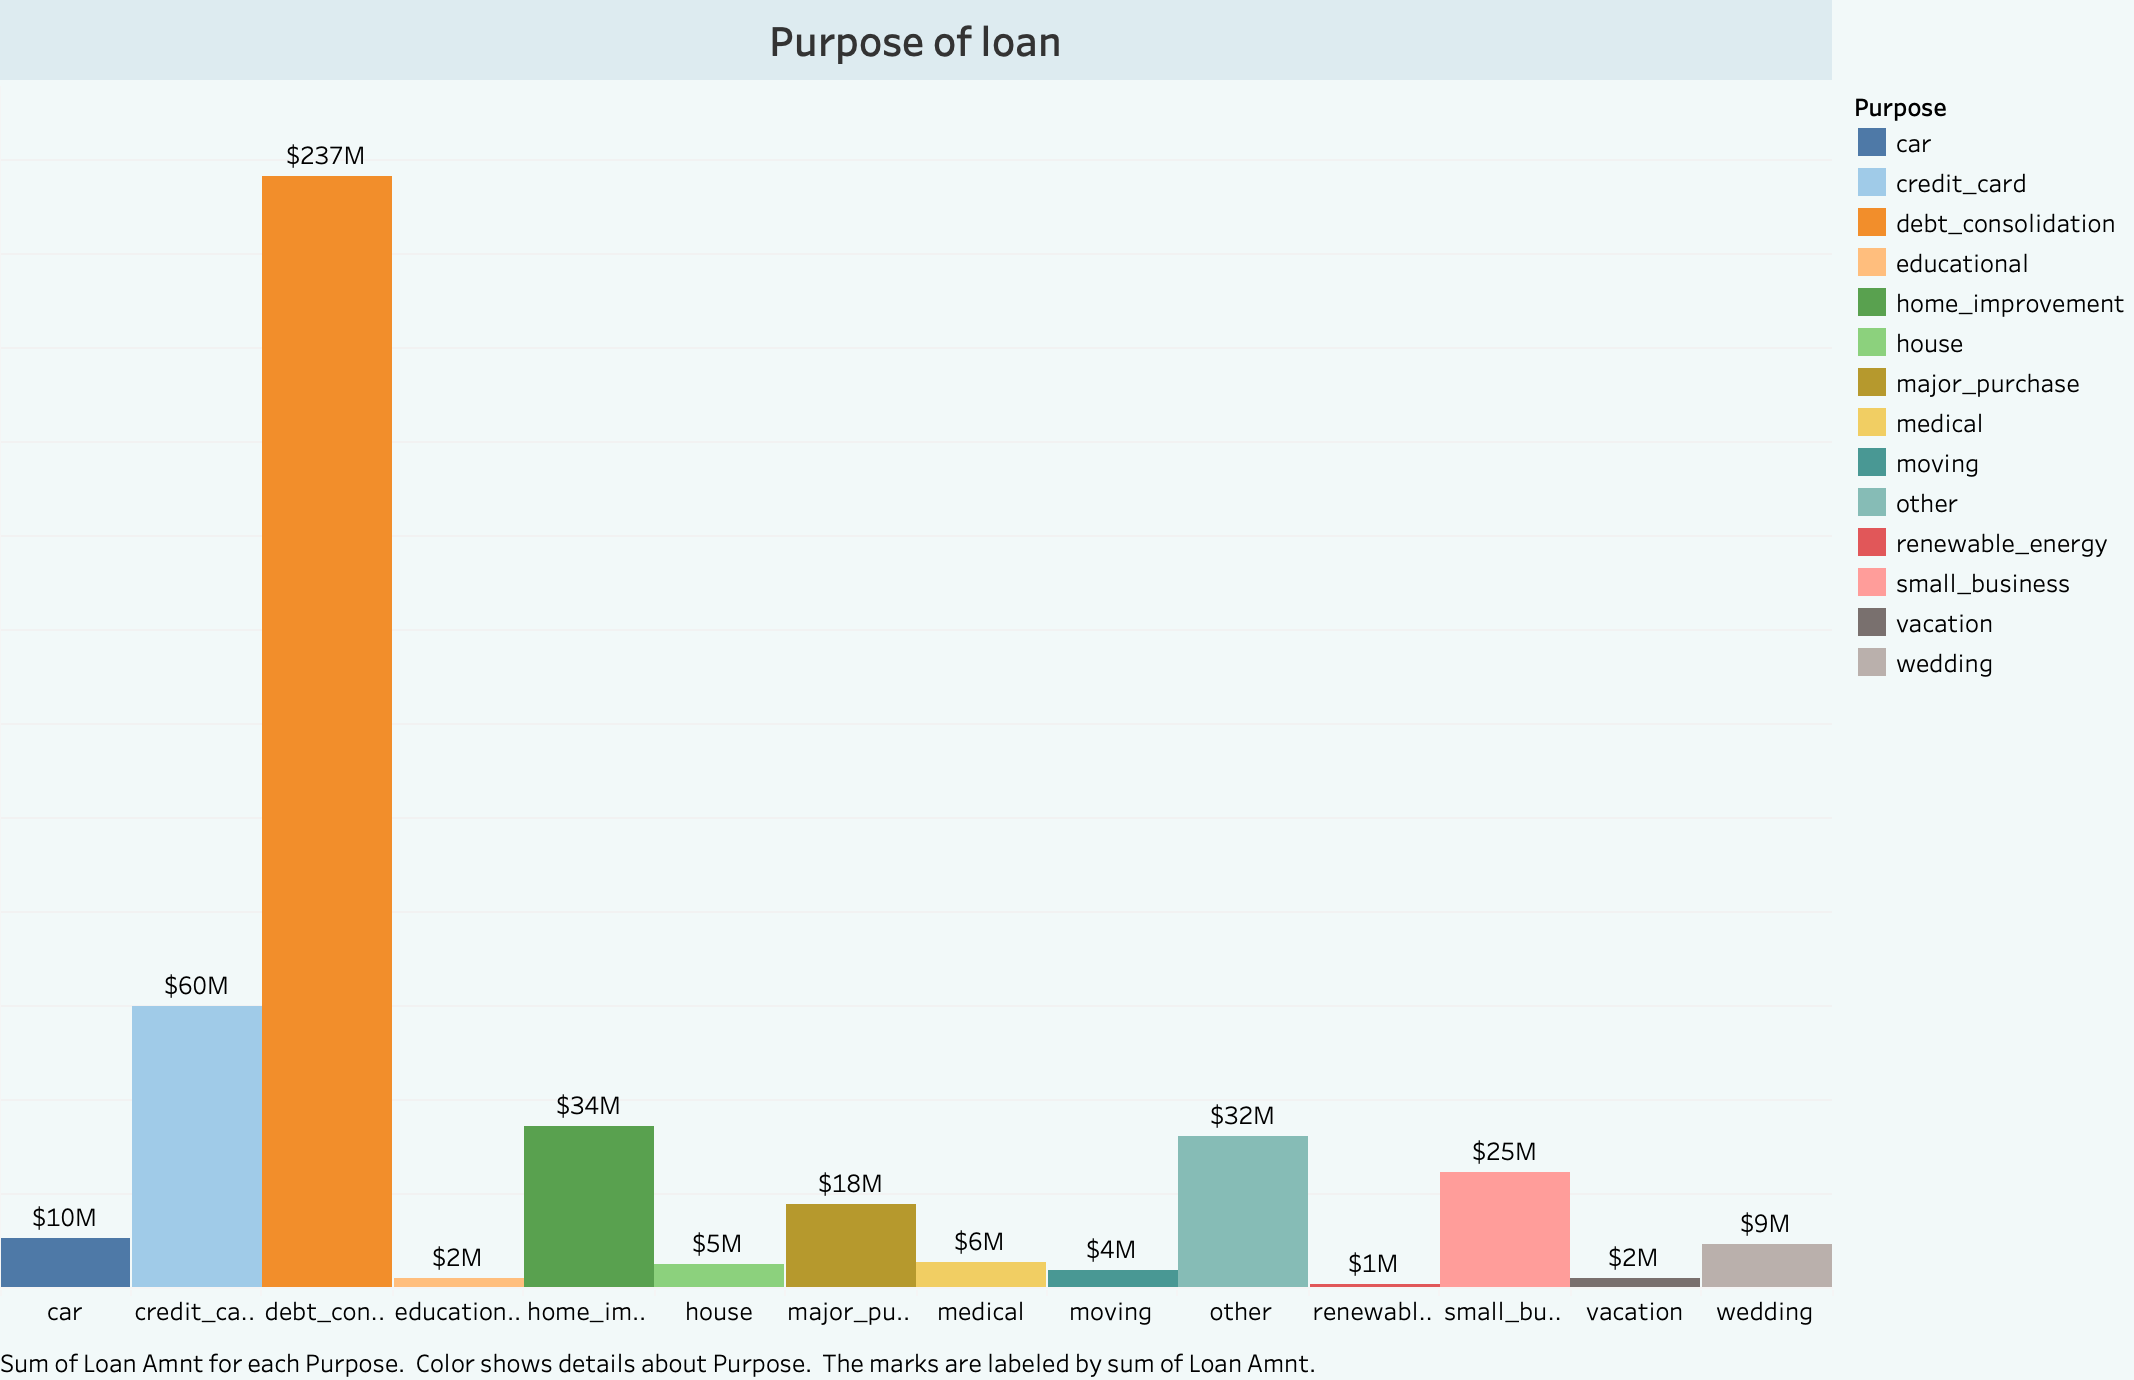 Purpose of loan
Purpose
car
credit_card
debt_consolidation
educational
home_improvement
house
major_purchase
medical
moving
other
renewable_energy
small_business
vacation
wedding
$237M
$60M
$34M
$32M
$25M
$18M
$10M
$9M
$5M
$6M
$4M
$2M
$1M
$2M
car credit_ca.. debt_con.. education.. home_im.. house major_pu.. medical moving other renewabl.. small_bu.. vacation wedding
Sum of Loan Amnt for each Purpose.  Color shows details about Purpose.  The marks are labeled by sum of Loan Amnt.